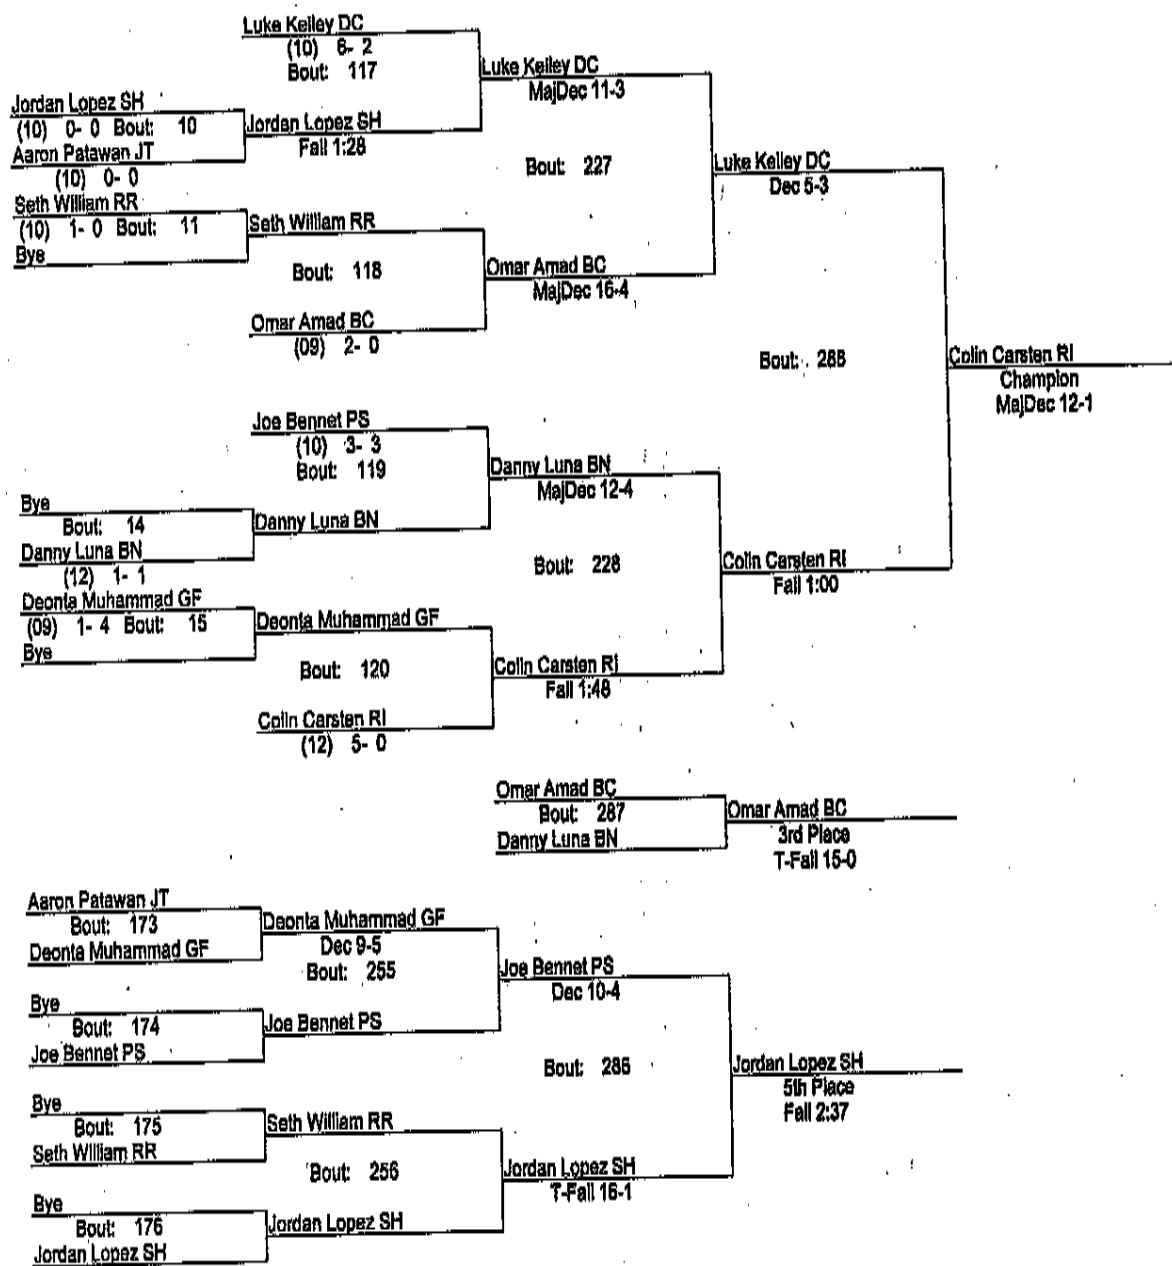 Luke Kelley DC
(10) 6- 2
Bout: 117
Luke Kelley DC
MajDec 11-3
Jordan Lopez SH
(10) 0- 0 Bout: 10
Jordan Lopez SH
Fall 1:28
Aaron Patawan JT
(10) 0- 0
Bout: 227
Luke Kelley DC
Dec 5-3
Seth William RR
(10) 1- 0 Bout: 11
Seth William RR
Bye
Bout: 118
Omar Amad BC
MajDec 16-4
Omar Amad BC
(09) 2- 0
Bout: 288
Colin Carsten RI
Champion
MajDec 12-1
Joe Bennet PS
(10) 3- 3
Bout: 119
Danny Luna BN
MajDec 12-4
Bye
Bout: 14
Danny Luna BN
Danny Luna BN
(12) 1- 1
Bout: 228
Colin Carsten RI
Fall 1:00
Deonta Muhammad GF
(09) 1- 4 Bout: 15
Deonta Muhammad GF
Bye
Bout: 120
Colin Carsten RI
Fall 1:48
Colin Carsten RI
(12) 5- 0
Omar Amad BC
Bout: 287
Omar Amad BC
3rd Place
T-Fall 15-0
Danny Luna BN
Aaron Patawan JT
Bout: 173
Deonta Muhammad GF
Dec 9-5
Deonta Muhammad GF
Bout: 255
Joe Bennet PS
Dec 10-4
Bye
Bout: 174
Joe Bennet PS
Joe Bennet PS
Bout: 286
Jordan Lopez SH
5th Place
Fall 2:37
Bye
Bout: 175
Seth William RR
Seth William RR
Bout: 256
Jordan Lopez SH
T-Fall 16-1
Bye
Bout: 176
Jordan Lopez SH
Jordan Lopez SH